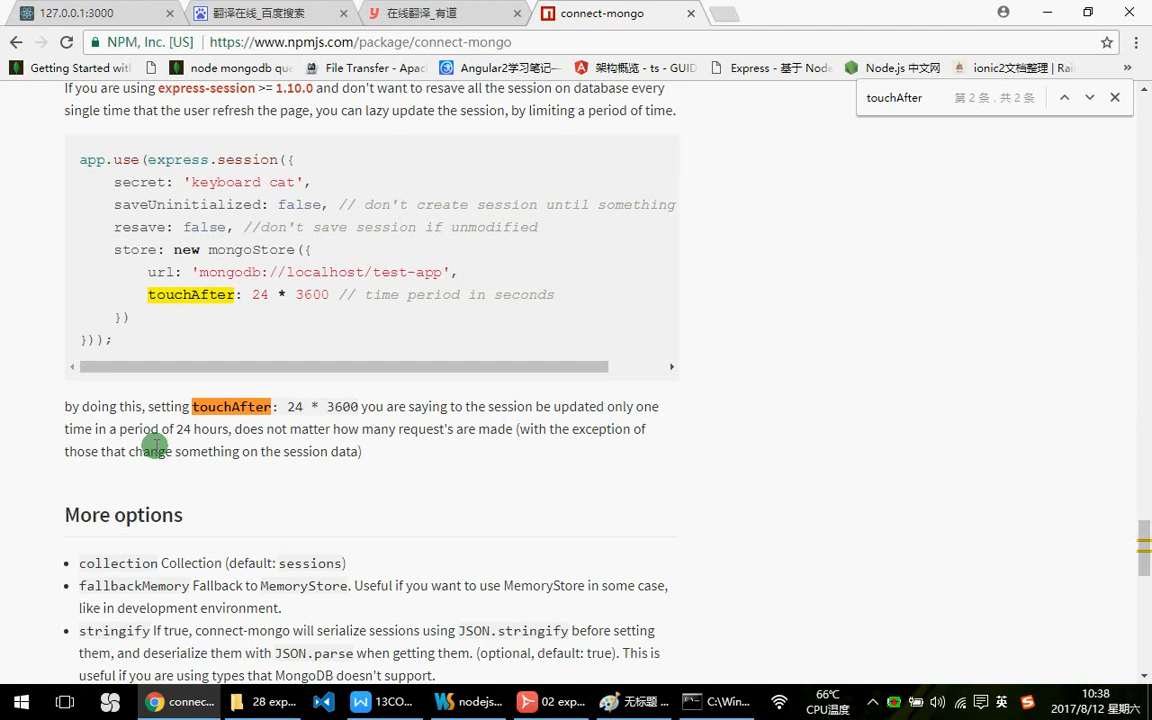 127.0.0.1:3000
翻译在线_百度搜索
在线翻译_有道
connect-mongo
NPM, Inc. [US]
https://www.npmjs.com/package/connect-mongo
Getting Started with
node mongodb que
File Transfer - Apac
Angular2学习笔记—
架构概览 - ts - GUID
Express - 基于 Node
Node.js 中文网
ionic2文档整理 | Rai
»
touchAfter
第 2 条，共 2 条
If you are using express-session >= 1.10.0 and don't want to resave all the session on database every
single time that the user refresh the page, you can lazy update the session, by limiting a period of time.
app.use(express.session({
secret: 'keyboard cat',
saveUninitialized: false, // don't create session until something
resave: false, //don't save session if unmodified
store: new mongoStore({
url: 'mongodb://localhost/test-app',
touchAfter: 24 * 3600 // time period in seconds
})
}));
by doing this, setting touchAfter: 24 * 3600 you are saying to the session be updated only one
time in a period of 24 hours, does not matter how many request's are made (with the exception of
those that change something on the session data)
More options
collection Collection (default: sessions)
fallbackMemory Fallback to MemoryStore. Useful if you want to use MemoryStore in some case,
like in development environment.
stringify If true, connect-mongo will serialize sessions using JSON.stringify before setting
them, and deserialize them with JSON.parse when getting them. (optional, default: true). This is
useful if you are using types that MongoDB doesn't support.
connec...
28 exp...
13CO...
nodejs...
02 exp...
无标题 ...
C:\Win...
66℃
CPU温度
英
10:38
2017/8/12 星期六